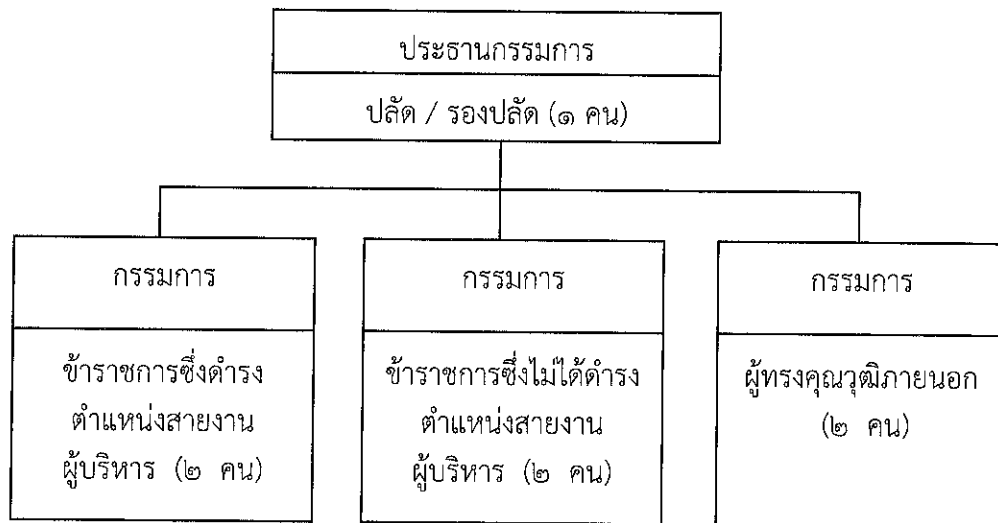 ประธานกรรมการ
ปลัด / รองปลัด (๑ คน)
กรรมการ
ข้าราชการซึ่งดำรง
ตำแหน่งสายงาน
ผู้บริหาร (๒ คน)
กรรมการ
ข้าราชการซึ่งไม่ได้ดำรง
ตำแหน่งสายงาน
ผู้บริหาร (๒ คน)
กรรมการ
ผู้ทรงคุณวุฒิภายนอก
(๒ คน)